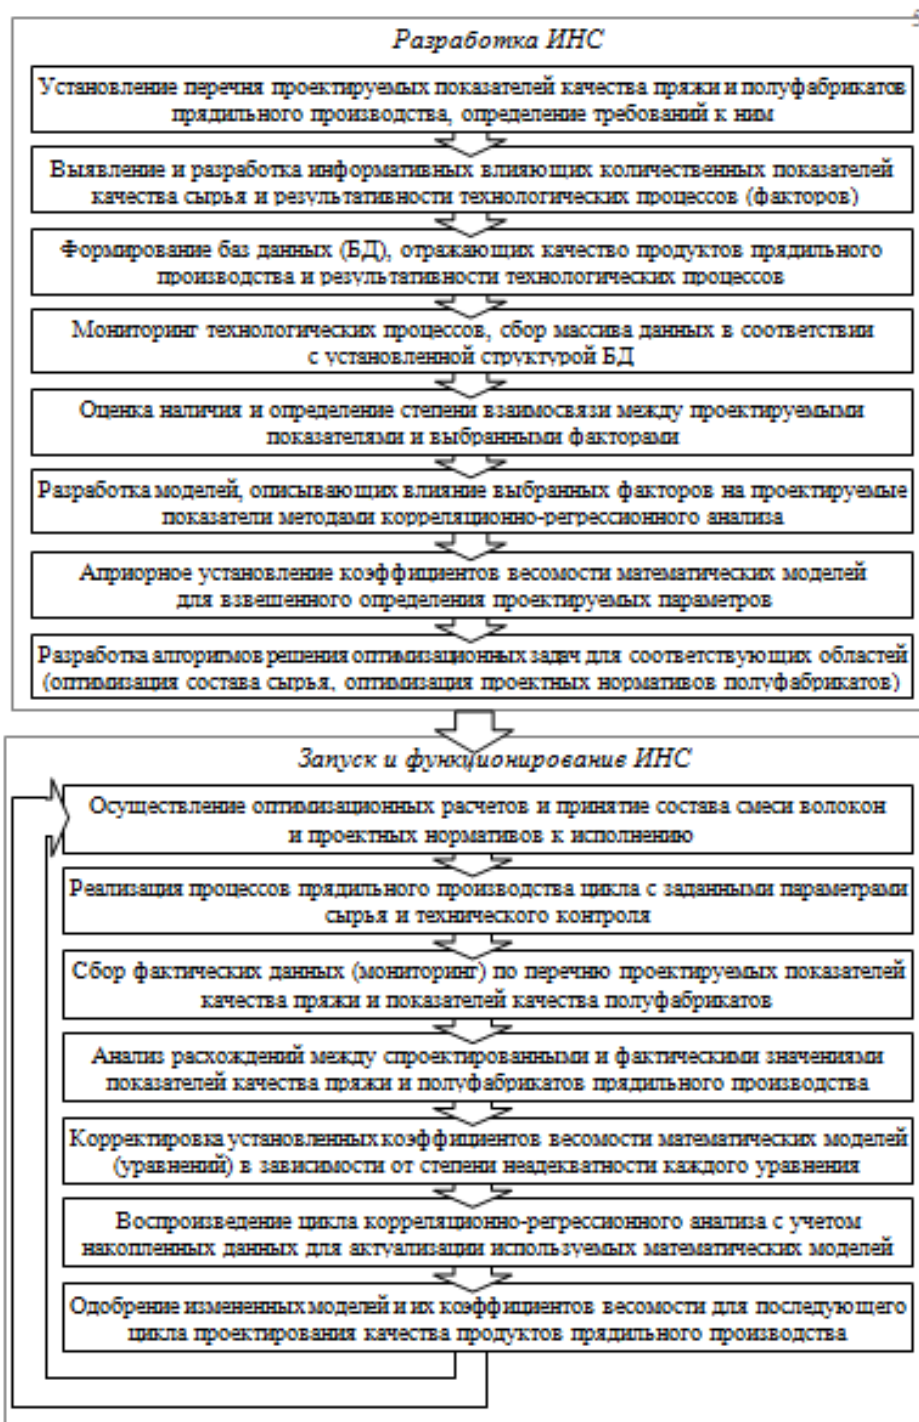 Разработка ИНС
Установление перечня проектируемых показателей качества пряжи и полуфабрикатов
прядильного производства, определение требований к ним
Выявление и разработка информативных влияющих количественных показателей
качества сырья и результативности технологических процессов (факторов)
Формирование баз данных (БД), отражающих качество продуктов прядильного
производства и результативности технологических процессов
Мониторинг технологических процессов, сбор массива данных в соответствии
с установленной структурой БД
Оценка наличия и определение степени взаимосвязи между проектируемыми
показателями и выбранными факторами
Разработка моделей, описывающих влияние выбранных факторов на проектируемые
показатели методами корреляционно-регрессионного анализа
Априорное установление коэффициентов весомости математических моделей
для взвешенного определения проектируемых параметров
Разработка алгоритмов решения оптимизационных задач для соответствующих областей
(оптимизация состава сырья, оптимизация проектных нормативов полуфабрикатов)
Запуск и функционирование ИНС
Осуществление оптимизационных расчетов и принятие состава смеси волокон
и проектных нормативов к исполнению
Реализация процессов прядильного производства цикла с заданными параметрами
сырья и технического контроля
Сбор фактических данных (мониторинг) по перечню проектируемых показателей
качества пряжи и показателей качества полуфабрикатов
Анализ расхождений между спроектированными и фактическими значениями
показателей качества пряжи и полуфабрикатов прядильного производства
Корректировка установленных коэффициентов весомости математических моделей
(уравнений) в зависимости от степени неадекватности каждого уравнения
Воспроизведение цикла корреляционно-регрессионного анализа с учетом
накопленных данных для актуализации используемых математических моделей
Одобрение измененных моделей и их коэффициентов весомости для последующего
цикла проектирования качества продуктов прядильного производства